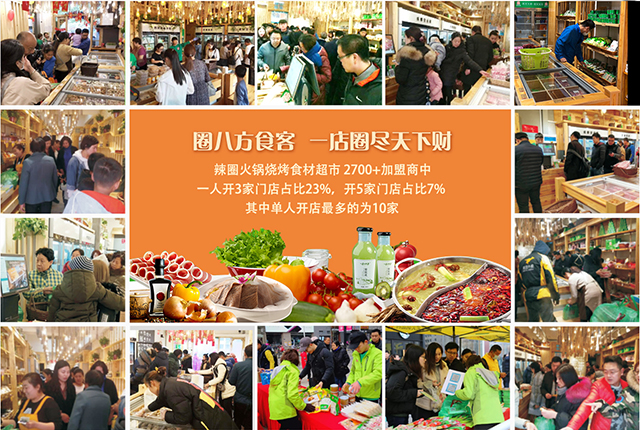 圈八方食客 一店圈尽天下财
辣圈火锅烧烤食材超市 2700+加盟商中
一人开3家门店占比23%，开5家门店占比7%
其中单人开店最多的为10家